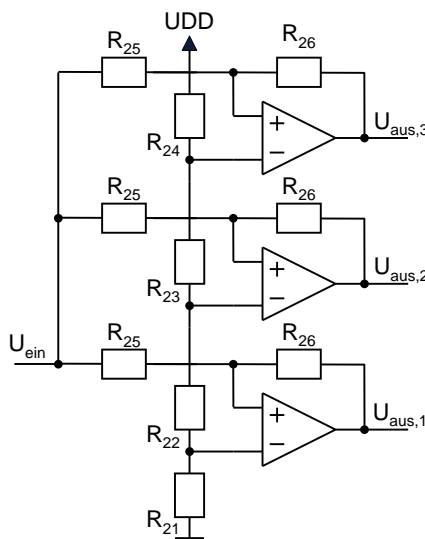 R25
UDD
R26
R24
Uaus,3
R25
R26
R23
Uaus,2
Uein
R25
R26
R22
Uaus,1
R21